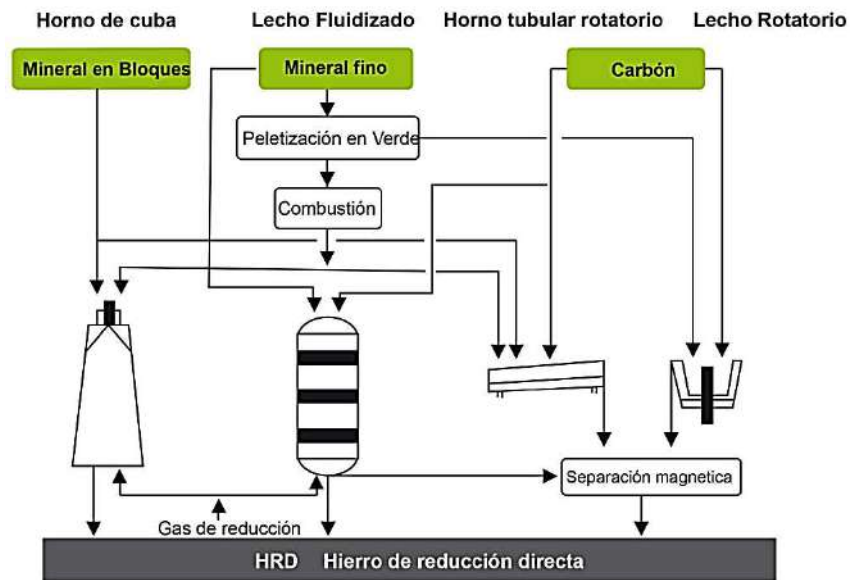 Horno de cuba
Lecho Fluidizado
Horno tubular rotatorio
Lecho Rotatorio
Mineral en Bloques
Mineral fino
Carbón
Peletización en Verde
Combustión
Separación magnetica
Gas de reducción
HRD Hierro de reducción directa